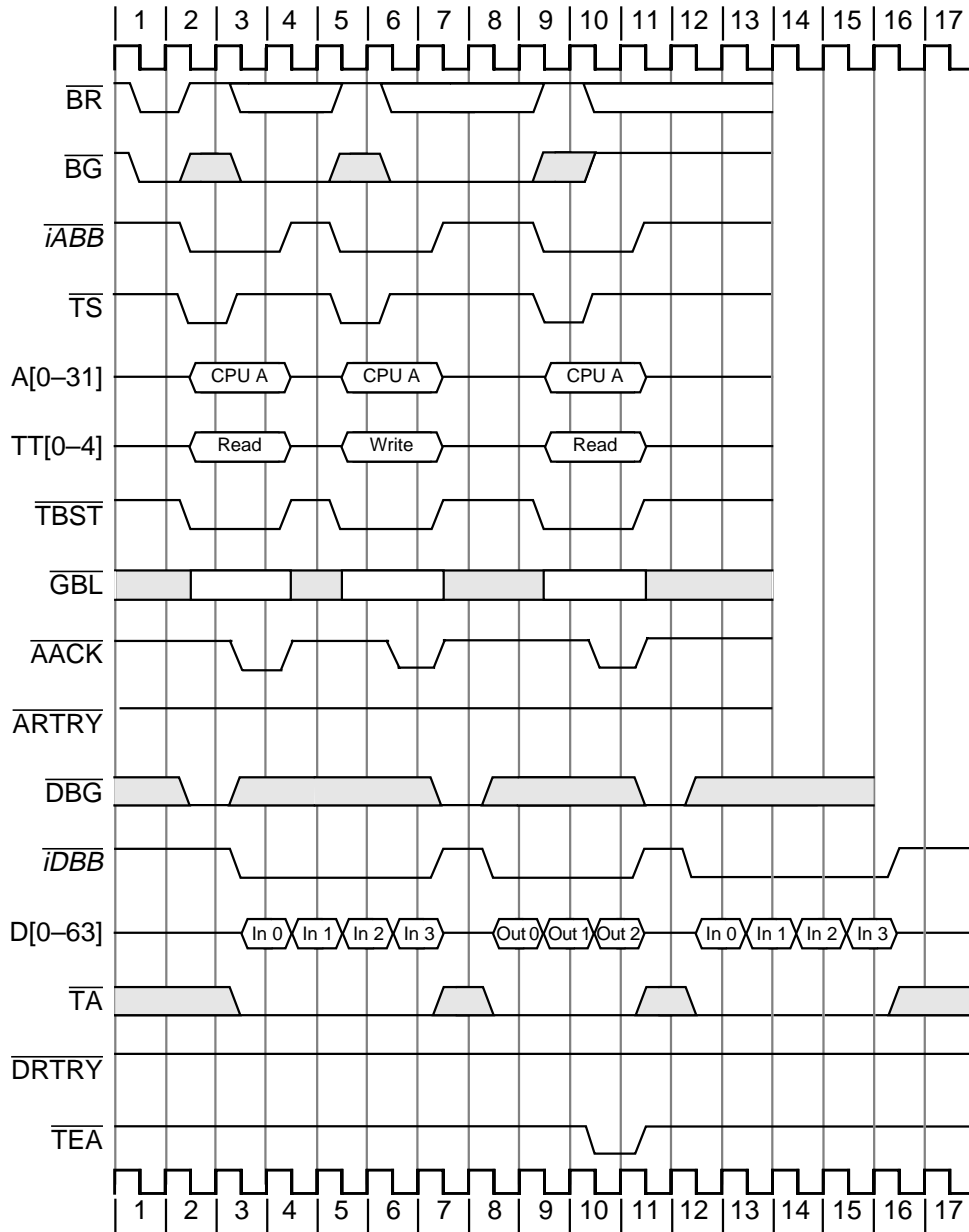 1 2 3 4 5 6 7 8 9 10 11 12 13 14 15 16 17
BR
BG
iABB
TS
A[0–31] CPU A CPU A CPU A
TT[0–4] Read Write Read
TBST
GBL
AACK
ARTRY
DBG
iDBB
D[0–63] In 0 In 1 In 2 In 3 Out 0 Out 1 Out 2 In 0 In 1 In 2 In 3
TA
DRTRY
TEA
1 2 3 4 5 6 7 8 9 10 11 12 13 14 15 16 17